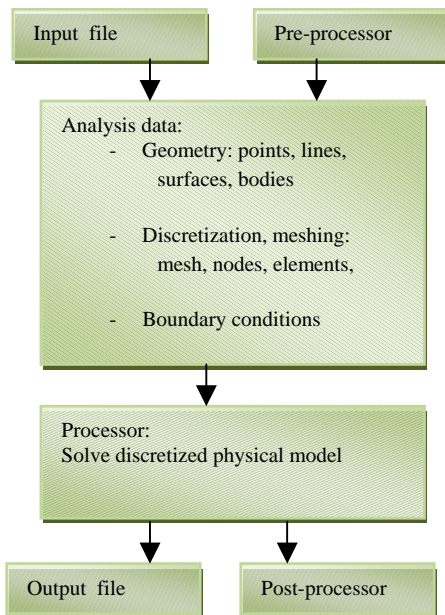 Input file
Pre-processor
Analysis data:
- Geometry: points, lines,
surfaces, bodies
- Discretization, meshing:
mesh, nodes, elements,
- Boundary conditions
Processor:
Solve discretized physical model
Output file
Post-processor